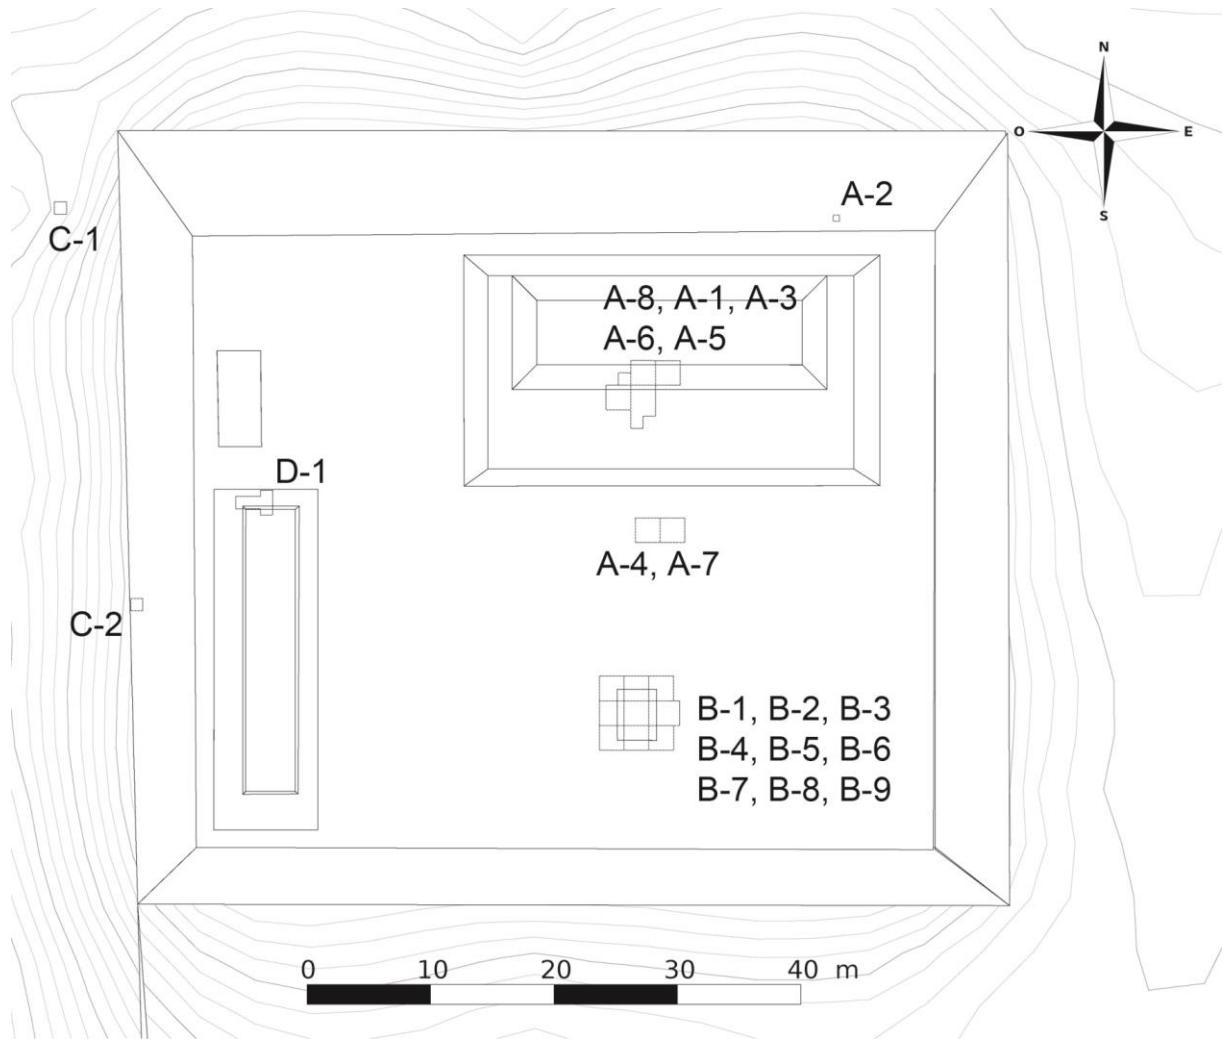 N
O E
S
A-2
C-1
A-8, A-1, A-3
A-6, A-5
D-1
A-4, A-7
C-2
B-1, B-2, B-3
B-4, B-5, B-6
B-7, B-8, B-9
0 10 20 30 40 m